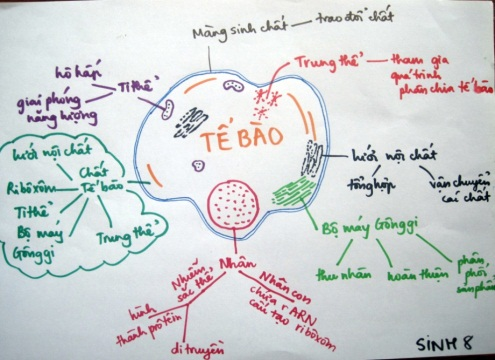 Màng sinh chất — trao đổi chất
Trung thể
tham gia
quá trình
phân chia tế bào
hô hấp
Ti thể
giải phóng
năng lượng
TẾ BÀO
lưới nội chất
Chất
Tế bào
Ribôxôm
Ti thể
Bộ máy
Gônggi
Trung thể
lưới nội chất
tổng hợp
vận chuyển
các chất
Bộ máy Gônggi
thu nhận
hoàn thiện
phân
phối
sản phẩm
Nhân
Nhiễm
sắc thể
hình
thành prôtêin
di truyền
Nhân con
chứa rARN
cấu tạo ribôxôm
SINH 8